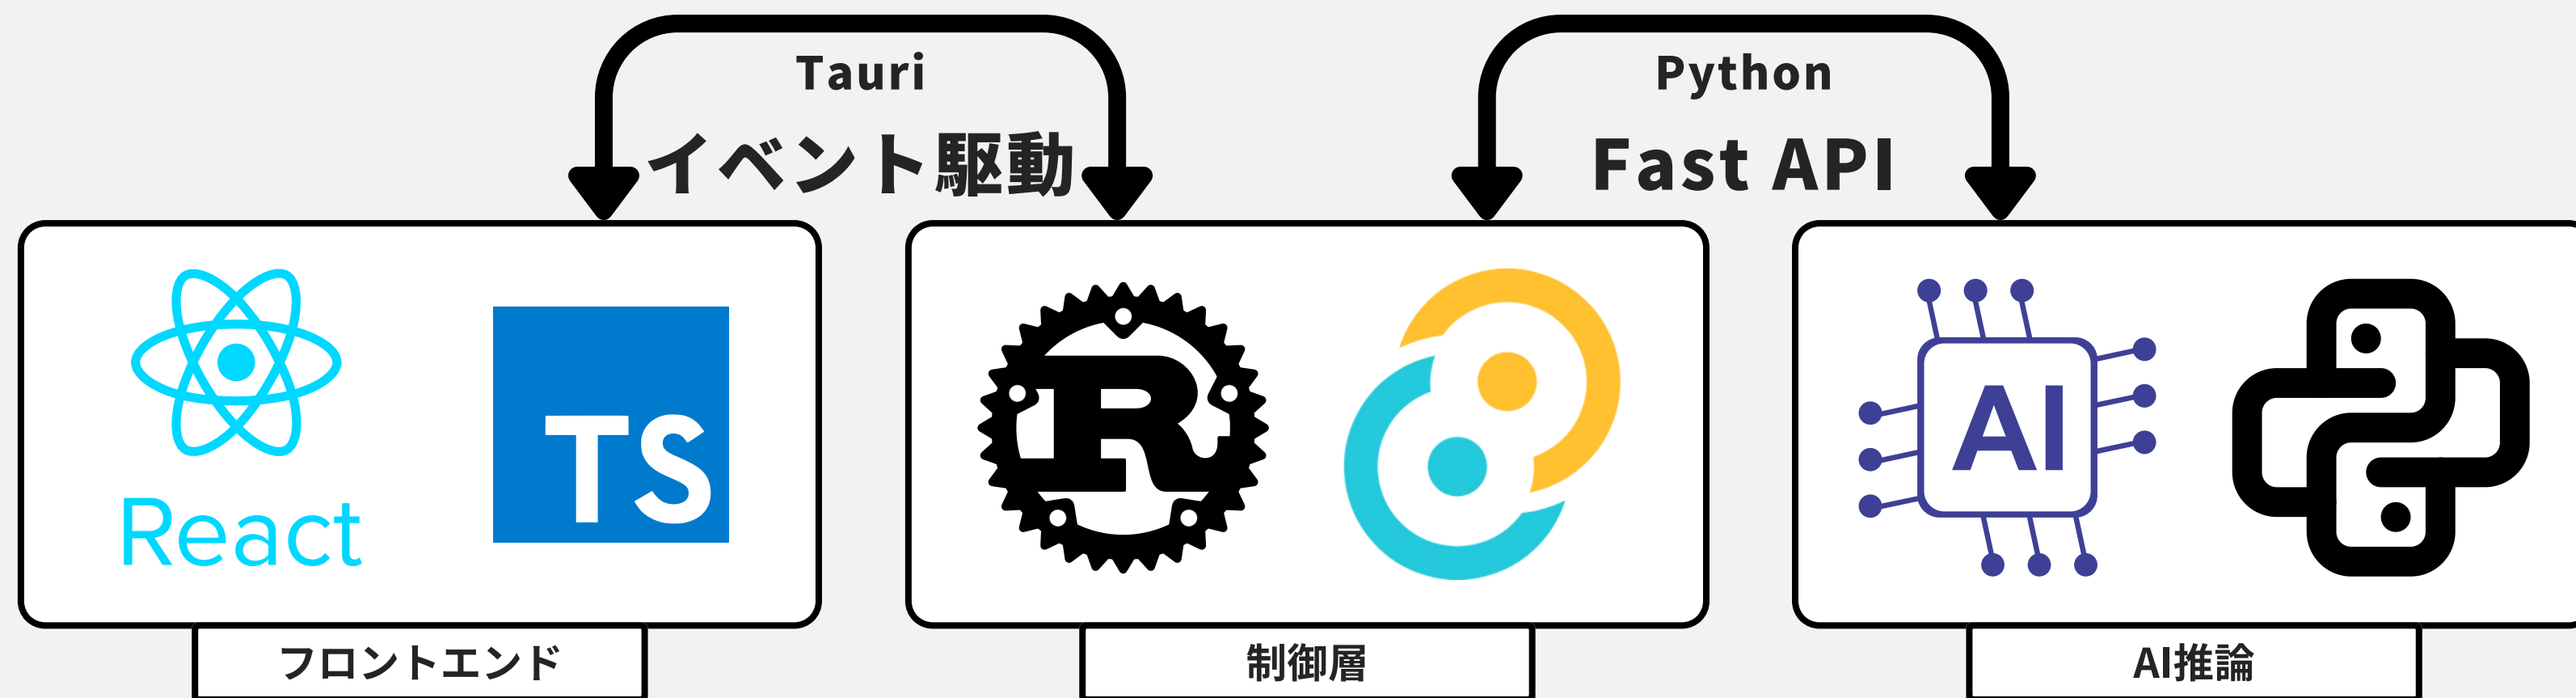 Tauri
イベント駆動
Python
Fast API
React
TS
AI
フロントエンド
制御層
AI推論